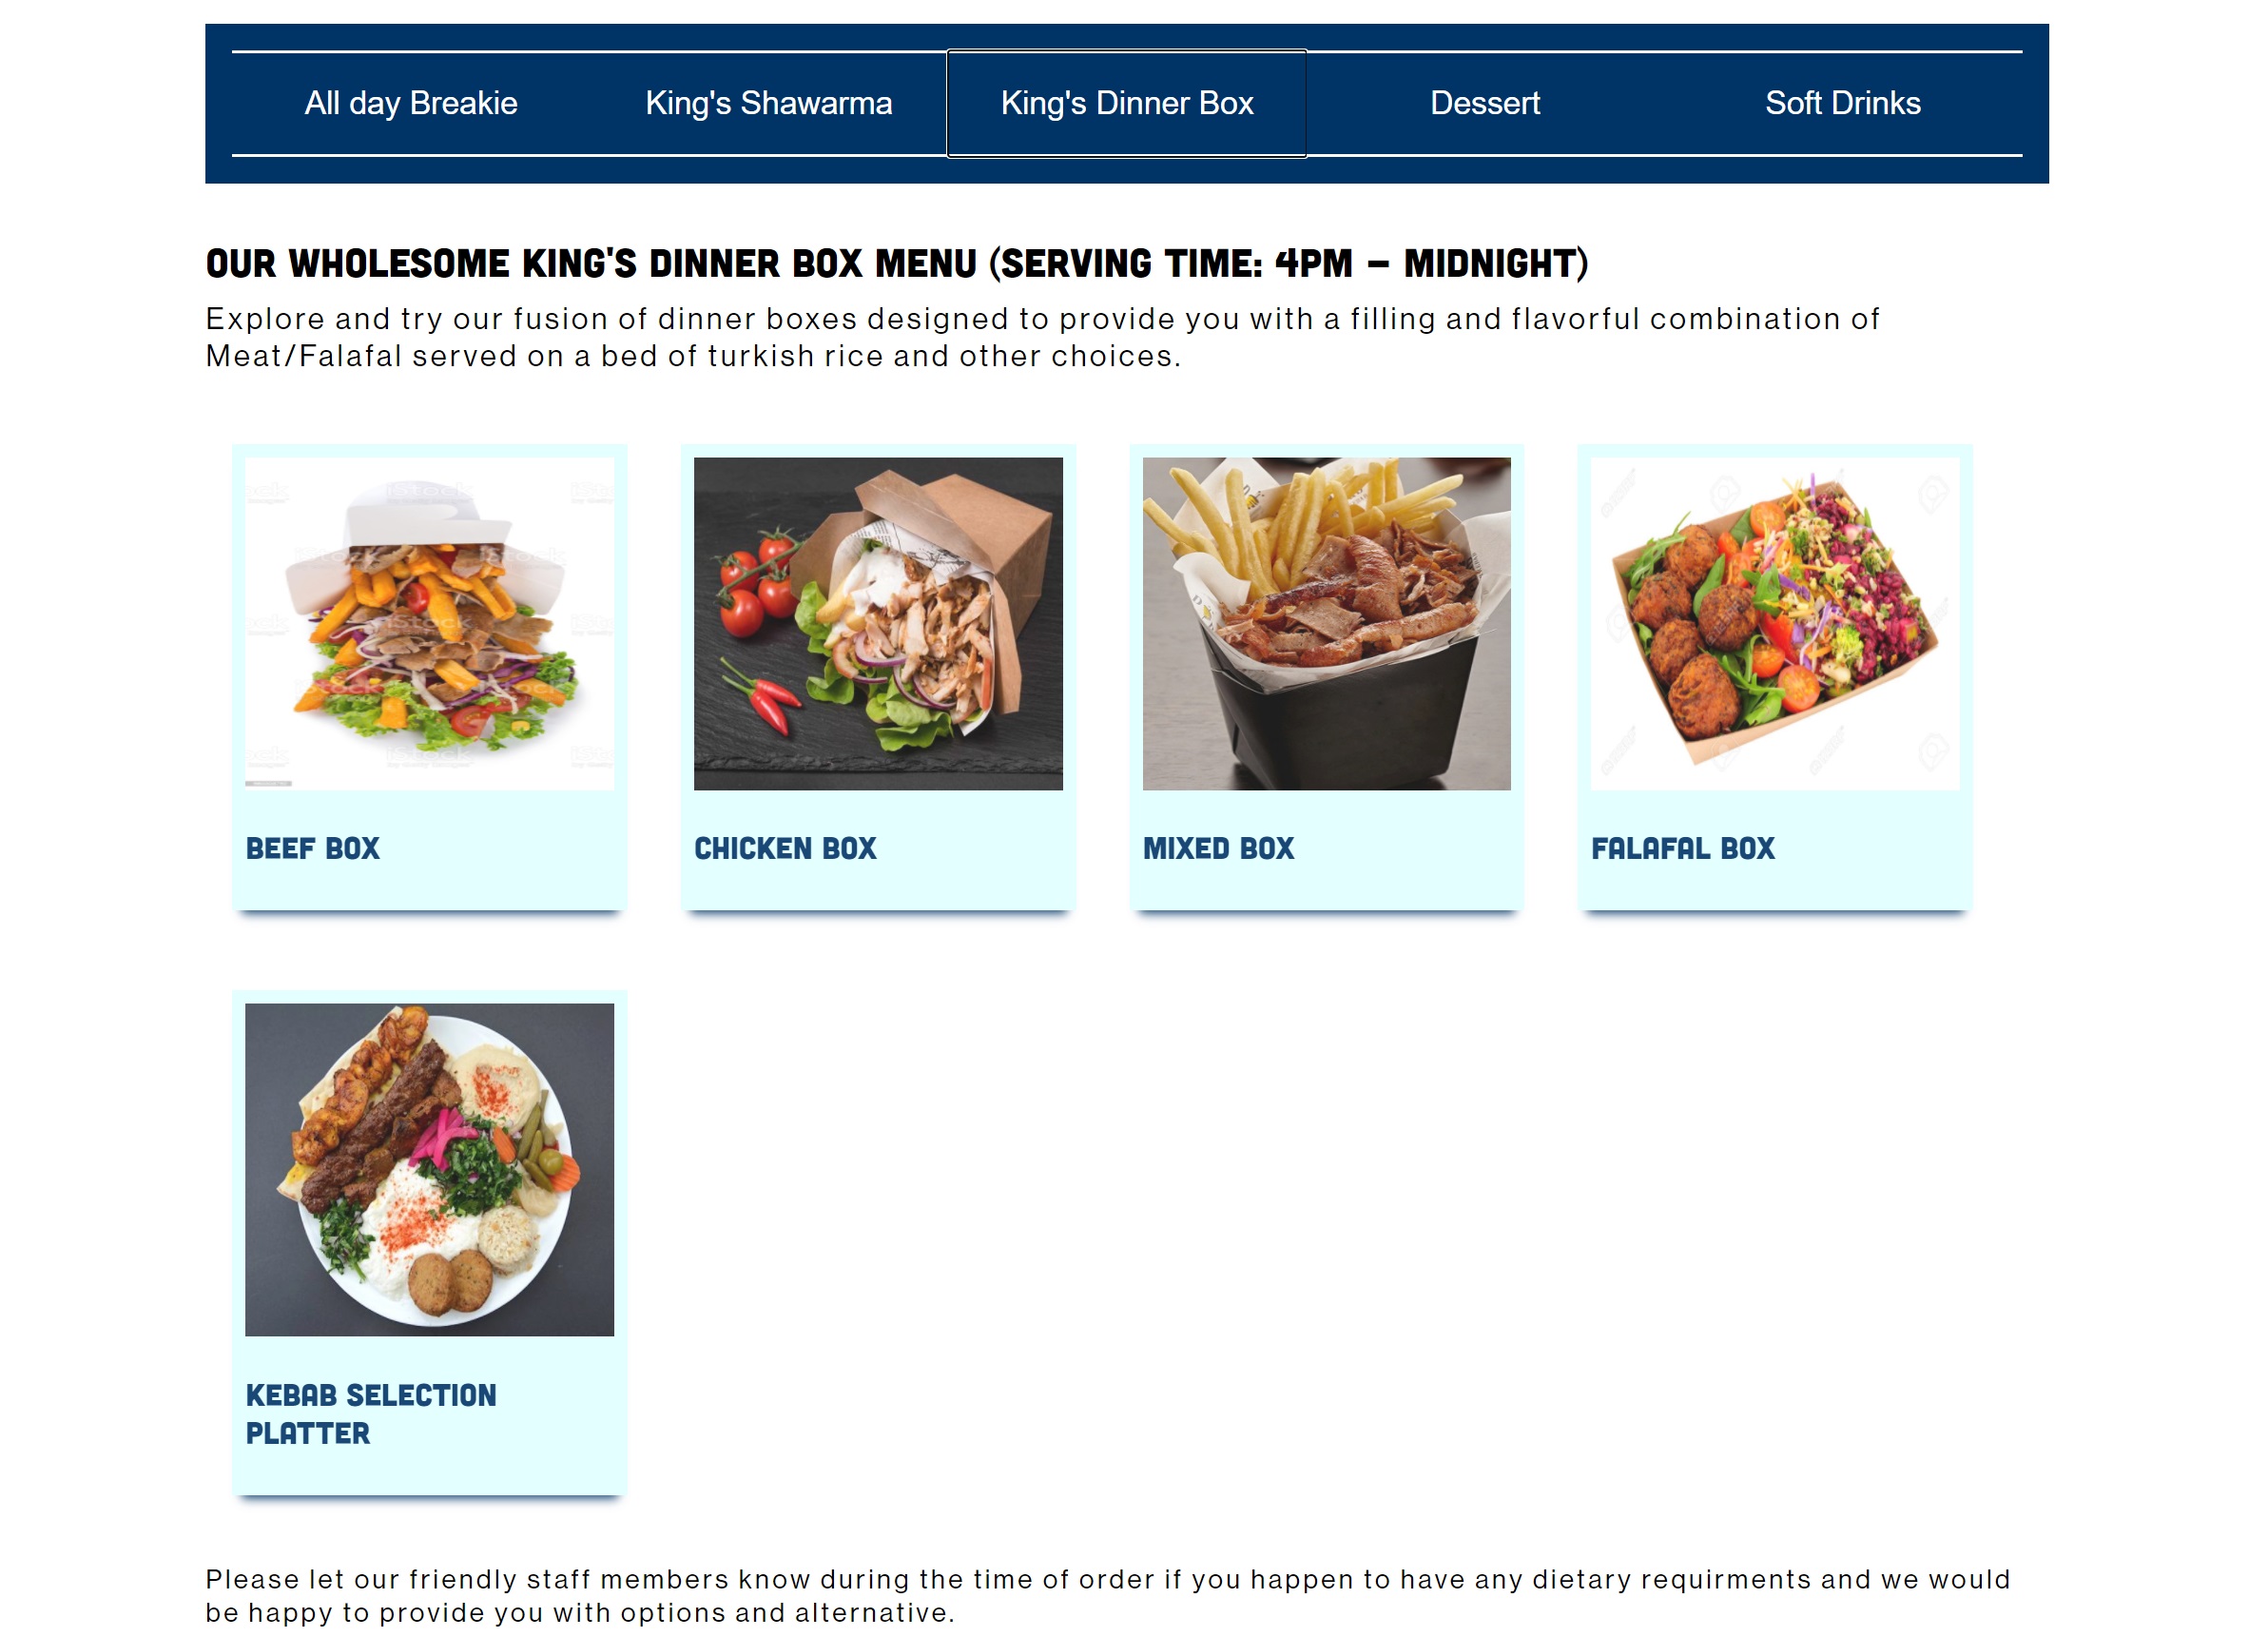 All day Breakie King's Shawarma King's Dinner Box Dessert Soft Drinks
OUR WHOLESOME KING'S DINNER BOX MENU (SERVING TIME: 4PM – MIDNIGHT)
Explore and try our fusion of dinner boxes designed to provide you with a filling and flavorful combination of
Meat/Falafal served on a bed of turkish rice and other choices.
iStock
iStock
iStock
iStock
BEEF BOX
CHICKEN BOX
MIXED BOX
FALAFAL BOX
KEBAB SELECTION
PLATTER
Please let our friendly staff members know during the time of order if you happen to have any dietary requirments and we would
be happy to provide you with options and alternative.